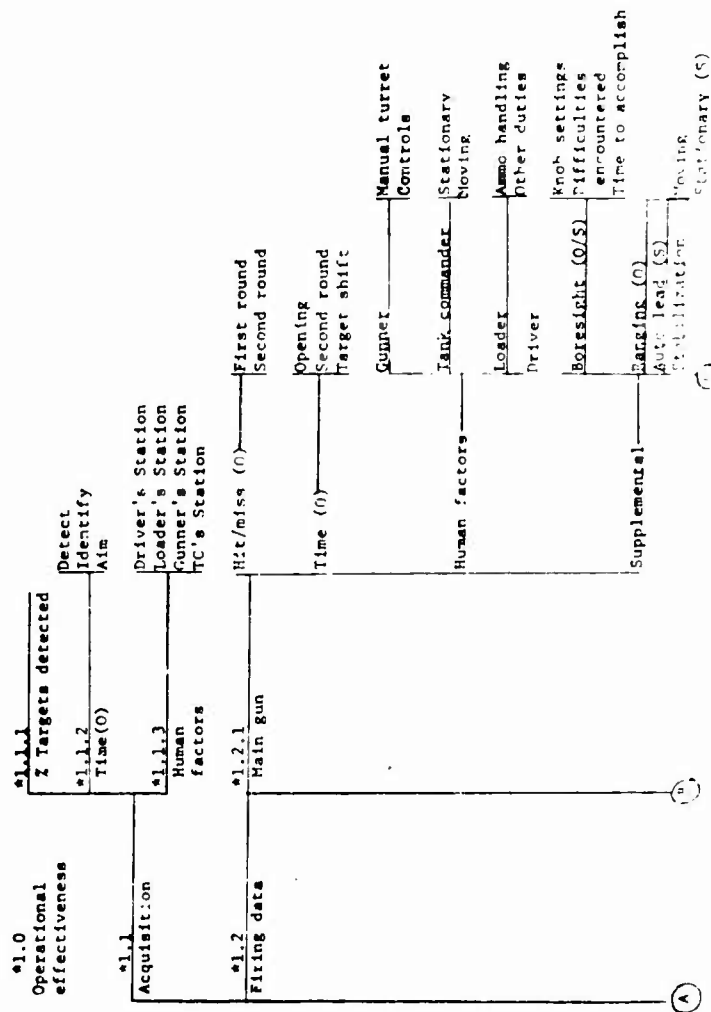 *1.0
Operational
effectiveness
*1.1
Acquisition
*1.1.1
% Targets detected
*1.1.2
Time(O)
Detect
Identify
Aim
*1.1.3
Human
factors
Driver's Station
Loader's Station
Gunner's Station
TC's Station
*1.2
Firing data
*1.2.1
Main gun
Hit/miss (O)
First round
Second round
Time (O)
Opening
Second round
Target shift
Human factors
Gunner
Manual turret
Controls
Tank commander
Stationary
Moving
Loader
Ammo handling
Other duties
Driver
Supplemental
Boresight (O/S)
Knob settings
Difficulties
encountered
Time to accomplish
Ranging (O)
Auto lead (S)
Stabilization
Moving
Stationary (S)
A